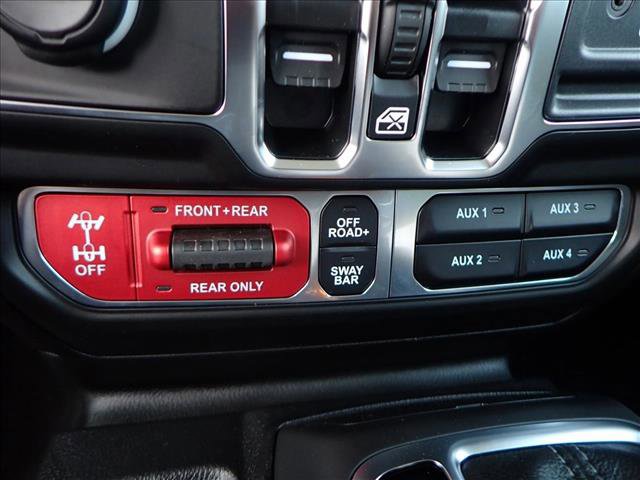 FRONT+REAR
OFF
REAR ONLY
OFF
ROAD+
SWAY
BAR
AUX 1
AUX 3
AUX 2
AUX 4